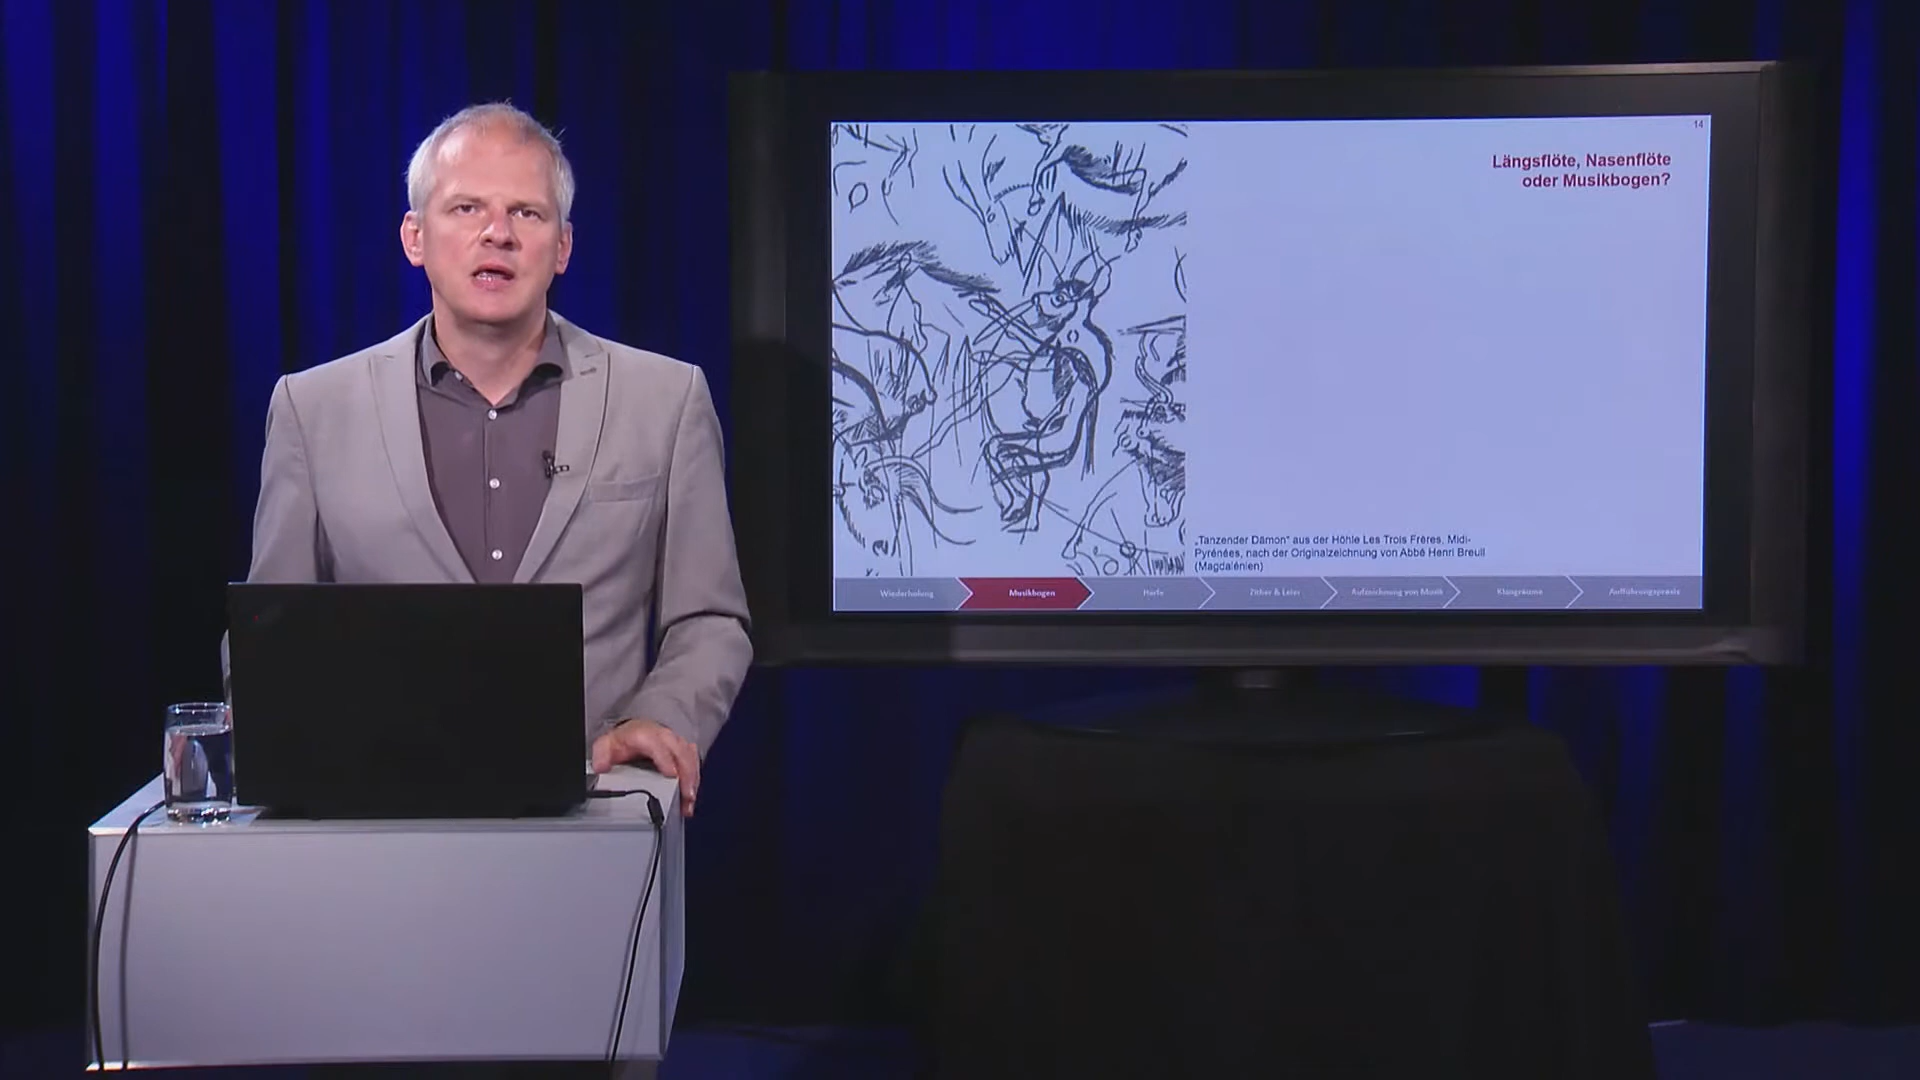 14
Längsflöte, Nasenflöte
oder Musikbogen?
„Tanzender Dämon“ aus der Höhle Les Trois Frères, Midi-
Pyrénées, nach der Originalzeichnung von Abbé Henri Breuil
(Magdalénien)
Wiederholung
Musikbogen
Harfe
Zither & Leier
Aufzeichnung von Musik
Klangräume
Aufführungspraxis